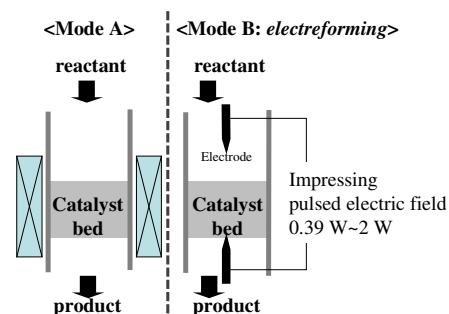 <Mode A>
<Mode B: electreforming>
reactant
reactant
Electrode
Impressing
pulsed electric field
0.39 W~2 W
Catalyst
bed
Catalyst
bed
product
product